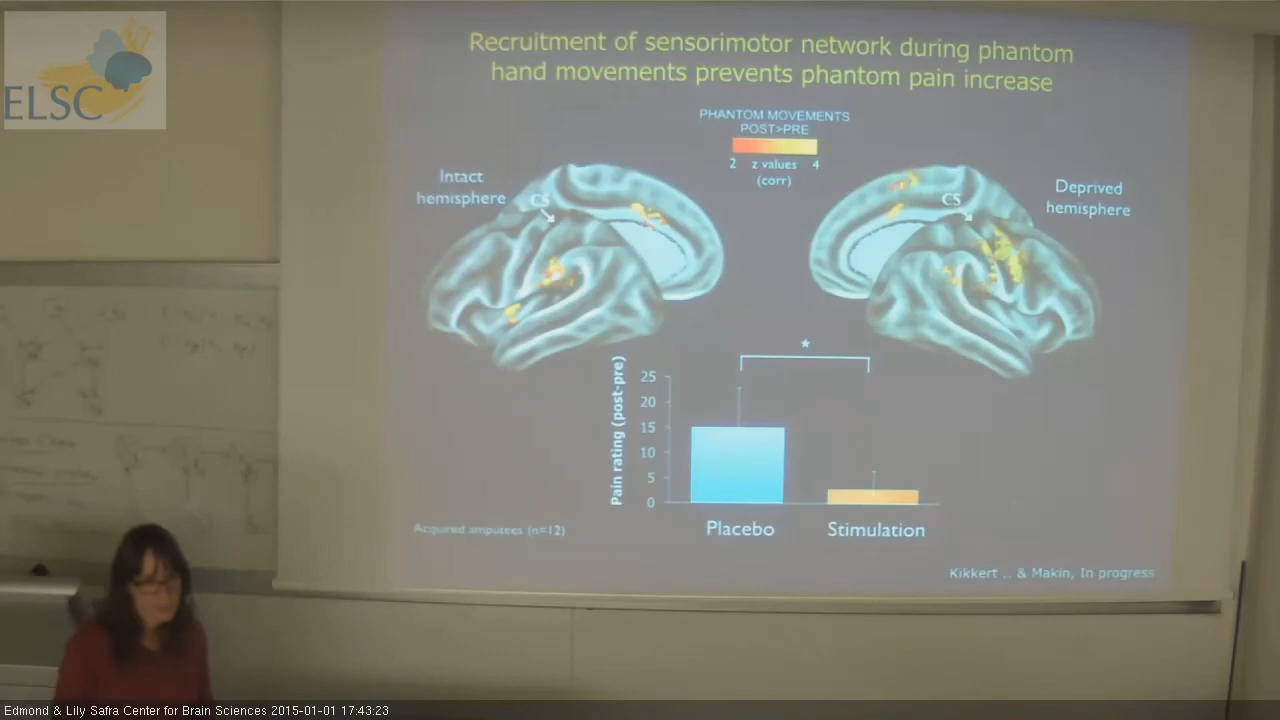 ELSC
Recruitment of sensorimotor network during phantom
hand movements prevents phantom pain increase
PHANTOM MOVEMENTS
POST>PRE
2 z values 4
(corr)
Intact
hemisphere
CS
CS
Deprived
hemisphere
*
Pain rating (post-pre)
25
20
15
10
5
0
Placebo
Stimulation
Acquired amputees (n=12)
Kikkert .. & Makin, In progress
Edmond & Lily Safra Center for Brain Sciences 2015-01-01 17:43:23